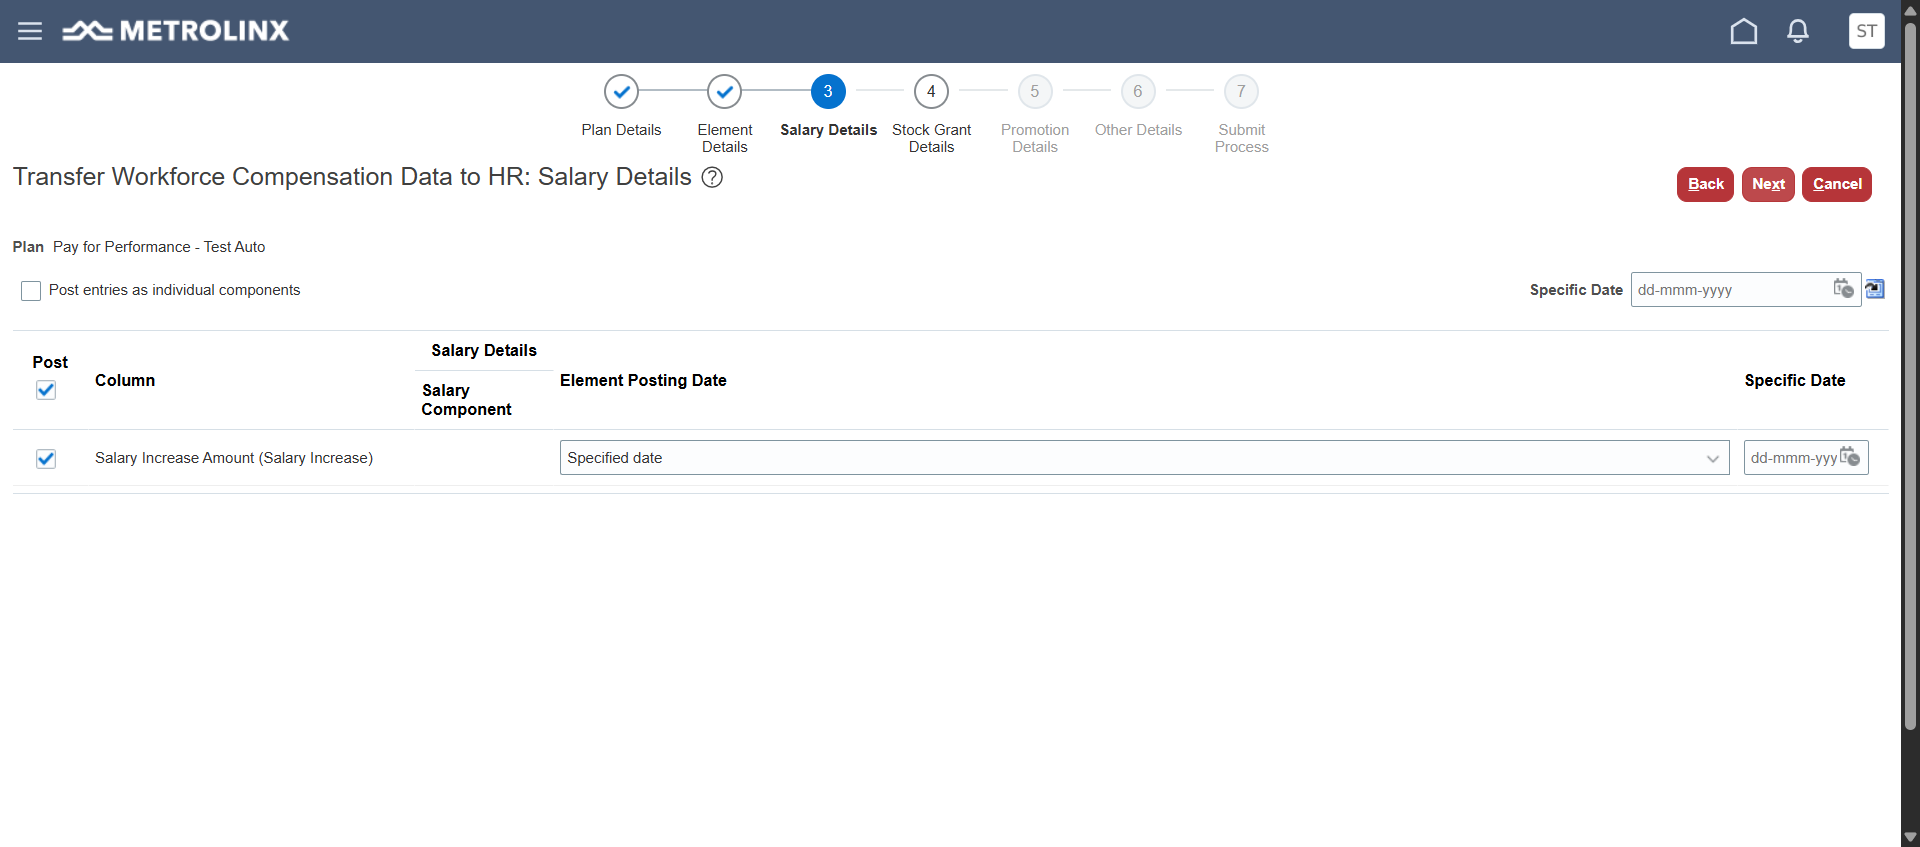 METROLINX
ST
3
4
5
6
7
Plan Details
Element
Details
Salary Details
Stock Grant
Details
Promotion
Details
Other Details
Submit
Process
Transfer Workforce Compensation Data to HR: Salary Details
Back
Next
Cancel
Plan Pay for Performance - Test Auto
Post entries as individual components
Specific Date dd-mmm-yyyy
Post
Column
Salary Details
Salary
Component
Element Posting Date
Specific Date
Salary Increase Amount (Salary Increase)
Specified date
dd-mmm-yyy